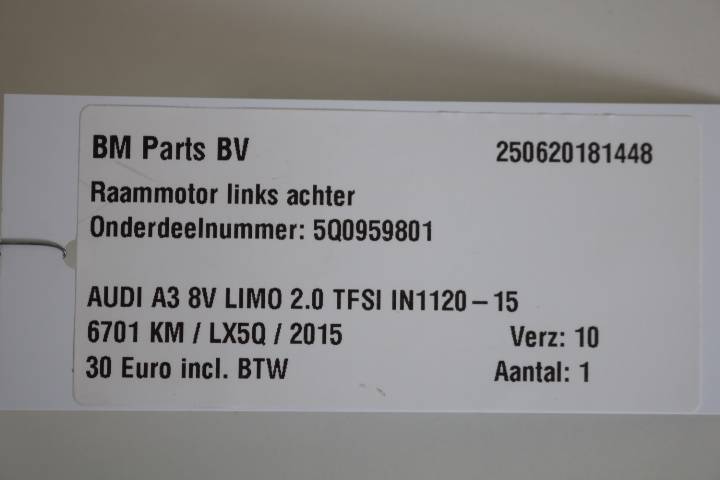 BM Parts BV 250620181448
Raammotor links achter
Onderdeelnummer: 5Q0959801
AUDI A3 8V LIMO 2.0 TFSI IN1120-15
6701 KM / LX5Q / 2015 Verz: 10
30 Euro incl. BTW Aantal: 1